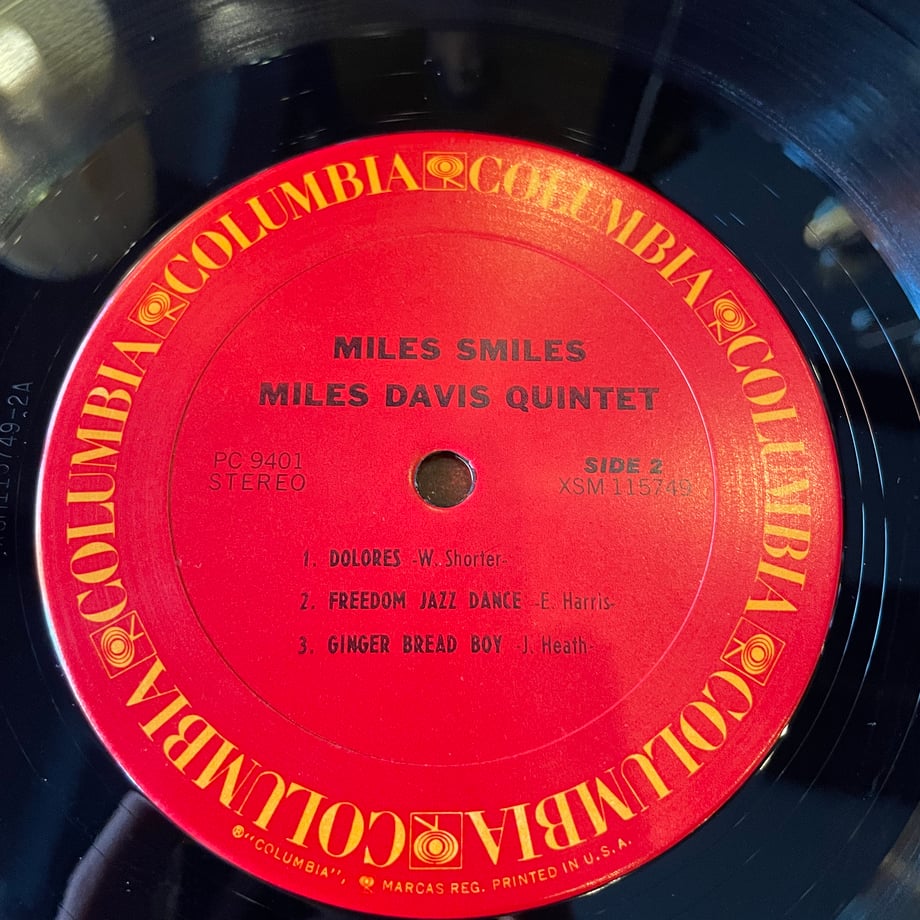 COLUMBIA COLUMBIA COLUMBIA COLUMBIA COLUMBIA COLUMBIA COLUMBIA COLUMBIA
MILES SMILES
MILES DAVIS QUINTET
PC 9401
STEREO
SIDE 2
XSM 115749
1. DOLORES -W. Shorter-
2. FREEDOM JAZZ DANCE -E. Harris-
3. GINGER BREAD BOY -J. Heath-
®"COLUMBIA", MARCAS REG. PRINTED IN U.S.A.